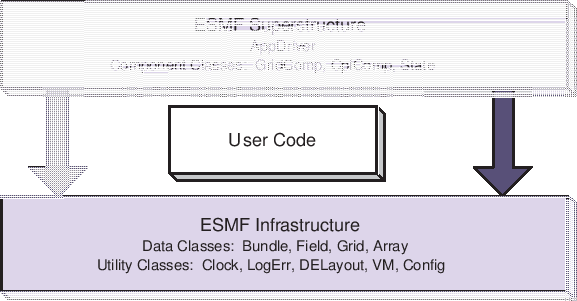 ESMF Superstructure
AppDriver
Component Classes: GridComp, CplComp, State
User Code
ESMF Infrastructure
Data Classes: Bundle, Field, Grid, Array
Utility Classes: Clock, LogErr, DELayout, VM, Config